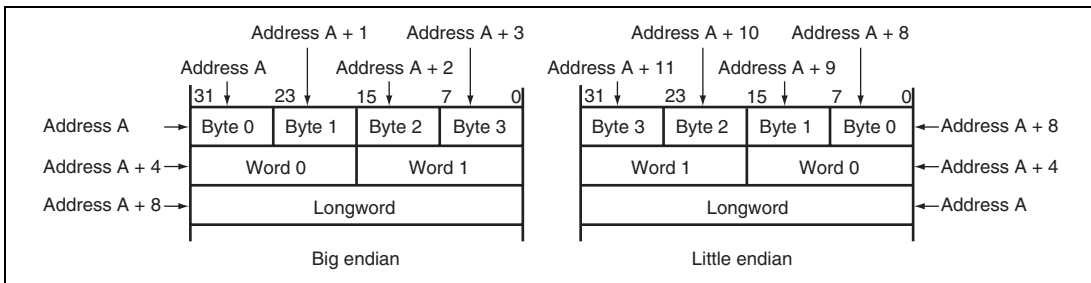 Address A + 1 Address A + 3 Address A + 10 Address A + 8
Address A Address A + 2 Address A + 11 Address A + 9
31 23 15 7 0 31 23 15 7 0
Address A Byte 0 Byte 1 Byte 2 Byte 3 Byte 3 Byte 2 Byte 1 Byte 0 Address A + 8
Address A + 4 Word 0 Word 1 Word 1 Word 0 Address A + 4
Address A + 8 Longword Longword Address A
Big endian Little endian